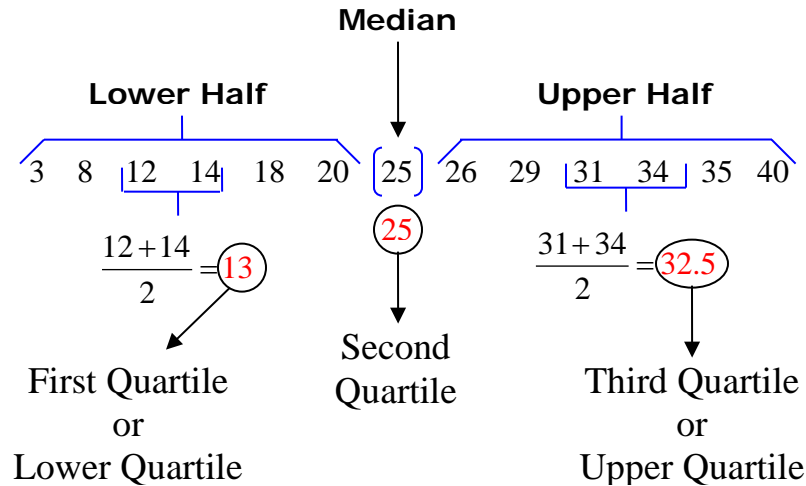 Median
Lower Half Upper Half
3 8 12 14 18 20 25 26 29 31 34 35 40
25
12+14
2
=13
31+34
2
=32.5
Second
Quartile
First Quartile
or
Lower Quartile
Third Quartile
or
Upper Quartile